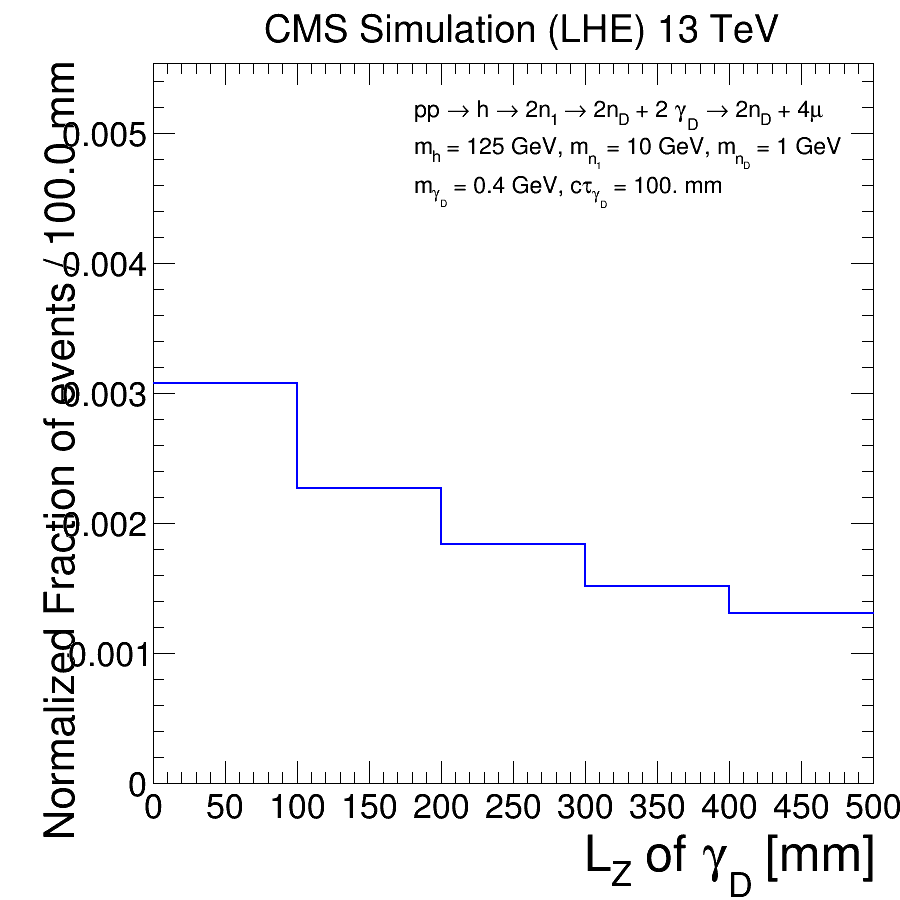 CMS Simulation (LHE) 13 TeV
pp → h → 2n1 → 2nD + 2 γD → 2nD + 4μ
mh = 125 GeV, mn1 = 10 GeV, mnD = 1 GeV
mγD = 0.4 GeV, cτγD = 100. mm
Normalized Fraction of events / 100.0 mm
0.005
0.004
0.003
0.002
0.001
0
0 50 100 150 200 250 300 350 400 450 500
LZ of γD [mm]